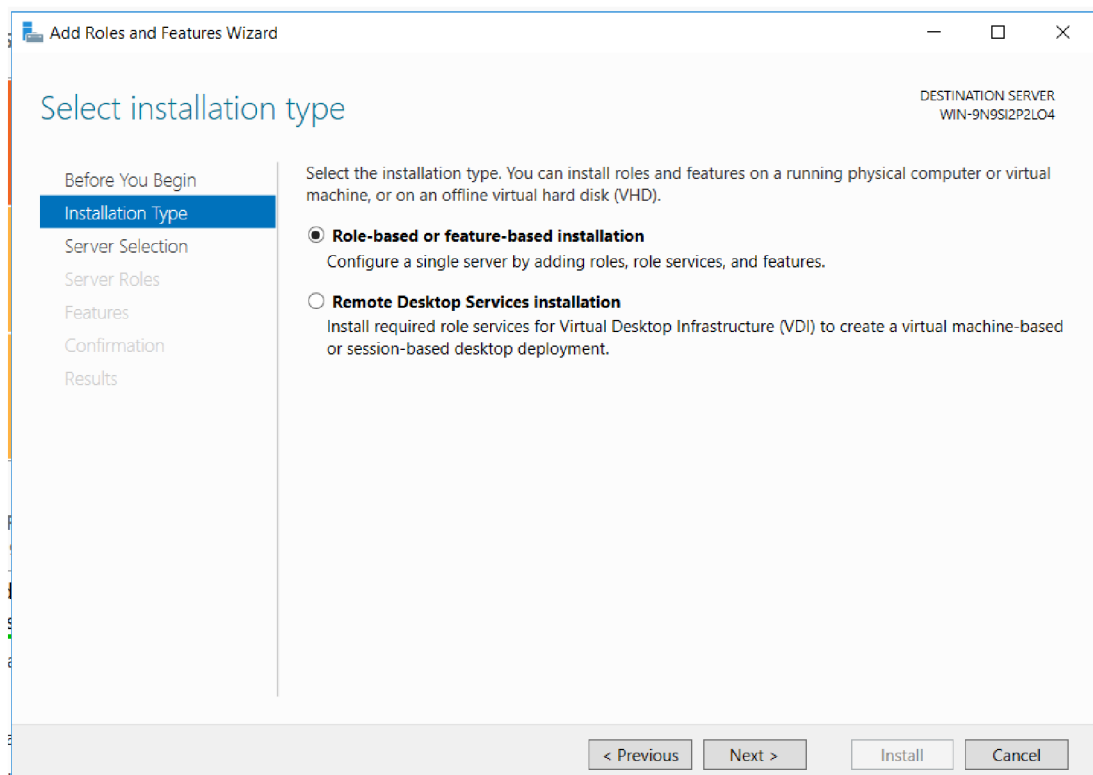 Add Roles and Features Wizard
Select installation type
DESTINATION SERVER
WIN-9N9SI2P2LO4
Before You Begin
Installation Type
Server Selection
Server Roles
Features
Confirmation
Results
Select the installation type. You can install roles and features on a running physical computer or virtual
machine, or on an offline virtual hard disk (VHD).
Role-based or feature-based installation
Configure a single server by adding roles, role services, and features.
Remote Desktop Services installation
Install required role services for Virtual Desktop Infrastructure (VDI) to create a virtual machine-based
or session-based desktop deployment.
< Previous
Next >
Install
Cancel